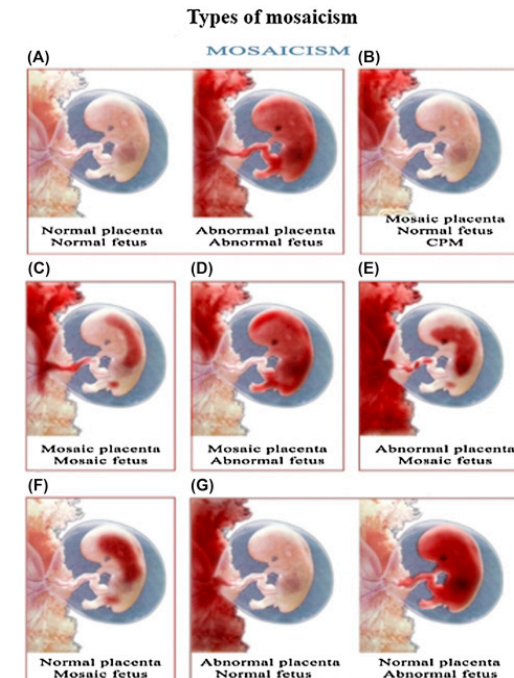 Types of mosaicism
MOSAICISM
(A)
(B)
Normal placenta
Normal fetus
Abnormal placenta
Abnormal fetus
Mosaic placenta
Normal fetus
CPM
(C)
(D)
(E)
Mosaic placenta
Mosaic fetus
Mosaic placenta
Abnormal fetus
Abnormal placenta
Mosaic fetus
(F)
(G)
Normal placenta
Mosaic fetus
Abnormal placenta
Normal fetus
Normal placenta
Abnormal fetus